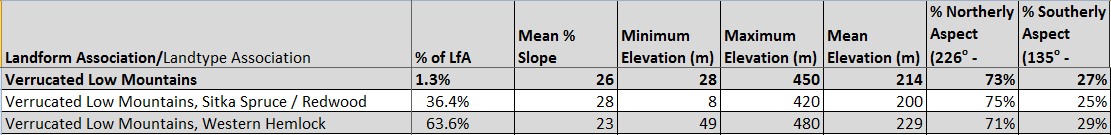 Landform Association/Landtype Association | % of LfA | Mean % Slope | Minimum Elevation (m) | Maximum Elevation (m) | Mean Elevation (m) | % Northerly Aspect (226° - | % Southerly Aspect (135° -
Verrucated Low Mountains | 1.3% | 26 | 28 | 450 | 214 | 73% | 27%
Verrucated Low Mountains, Sitka Spruce / Redwood | 36.4% | 28 | 8 | 420 | 200 | 75% | 25%
Verrucated Low Mountains, Western Hemlock | 63.6% | 23 | 49 | 480 | 229 | 71% | 29%